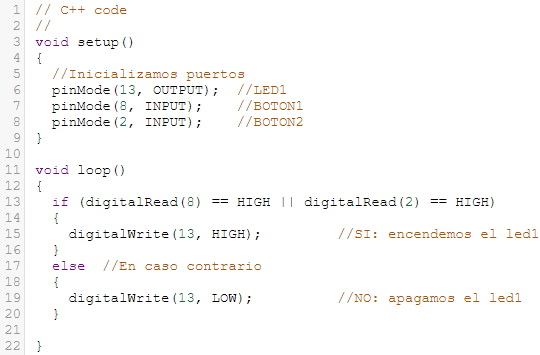 1 // C++ code
2 //
3 void setup()
4 {
5   //Inicializamos puertos
6   pinMode(13, OUTPUT);  //LED1
7   pinMode(8, INPUT);    //BOTON1
8   pinMode(2, INPUT);    //BOTON2
9 }
10
11 void loop()
12 {
13   if (digitalRead(8) == HIGH || digitalRead(2) == HIGH)
14   {
15     digitalWrite(13, HIGH);         //SI: encendemos el led1
16   }
17   else  //En caso contrario
18   {
19     digitalWrite(13, LOW);          //NO: apagamos el led1
20   }
21
22 }